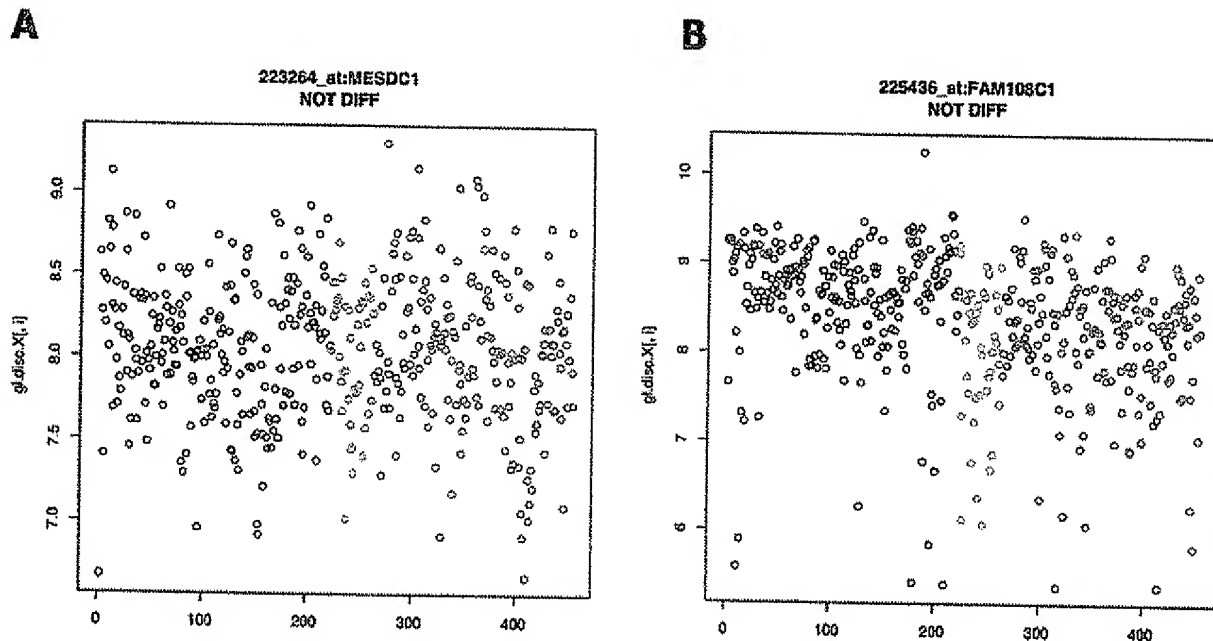 A
B
223264_at:MESDC1
NOT DIFF
225436_at:FAM108C1
NOT DIFF
gl.disc.X[, i]
9.0
8.5
8.0
7.5
7.0
0
100
200
300
400
gl.disc.X[, i]
10
9
8
7
6
0
100
200
300
400